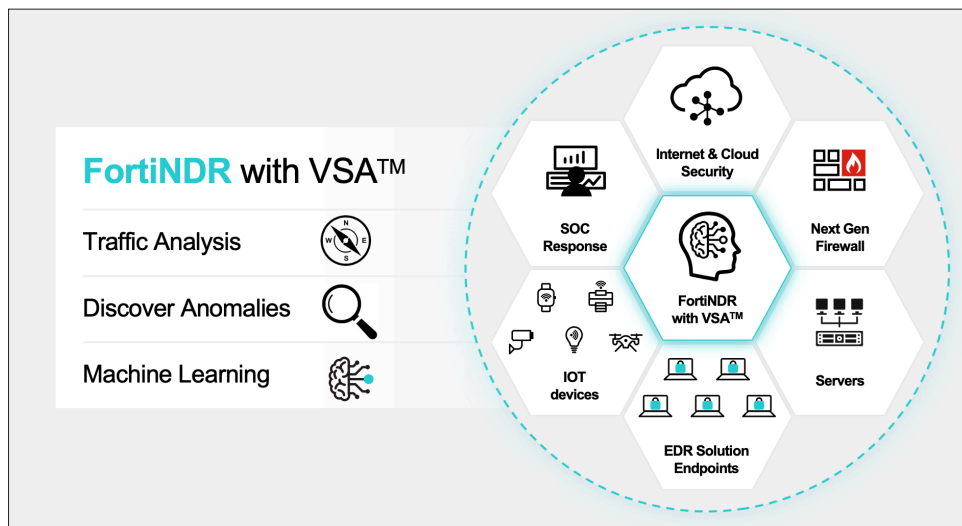 FortiNDR with VSA™
Traffic Analysis
N
W E
S
Discover Anomalies
Machine Learning
Internet & Cloud
Security
SOC
Response
Next Gen
Firewall
FortiNDR
with VSA™
IOT
devices
Servers
EDR Solution
Endpoints